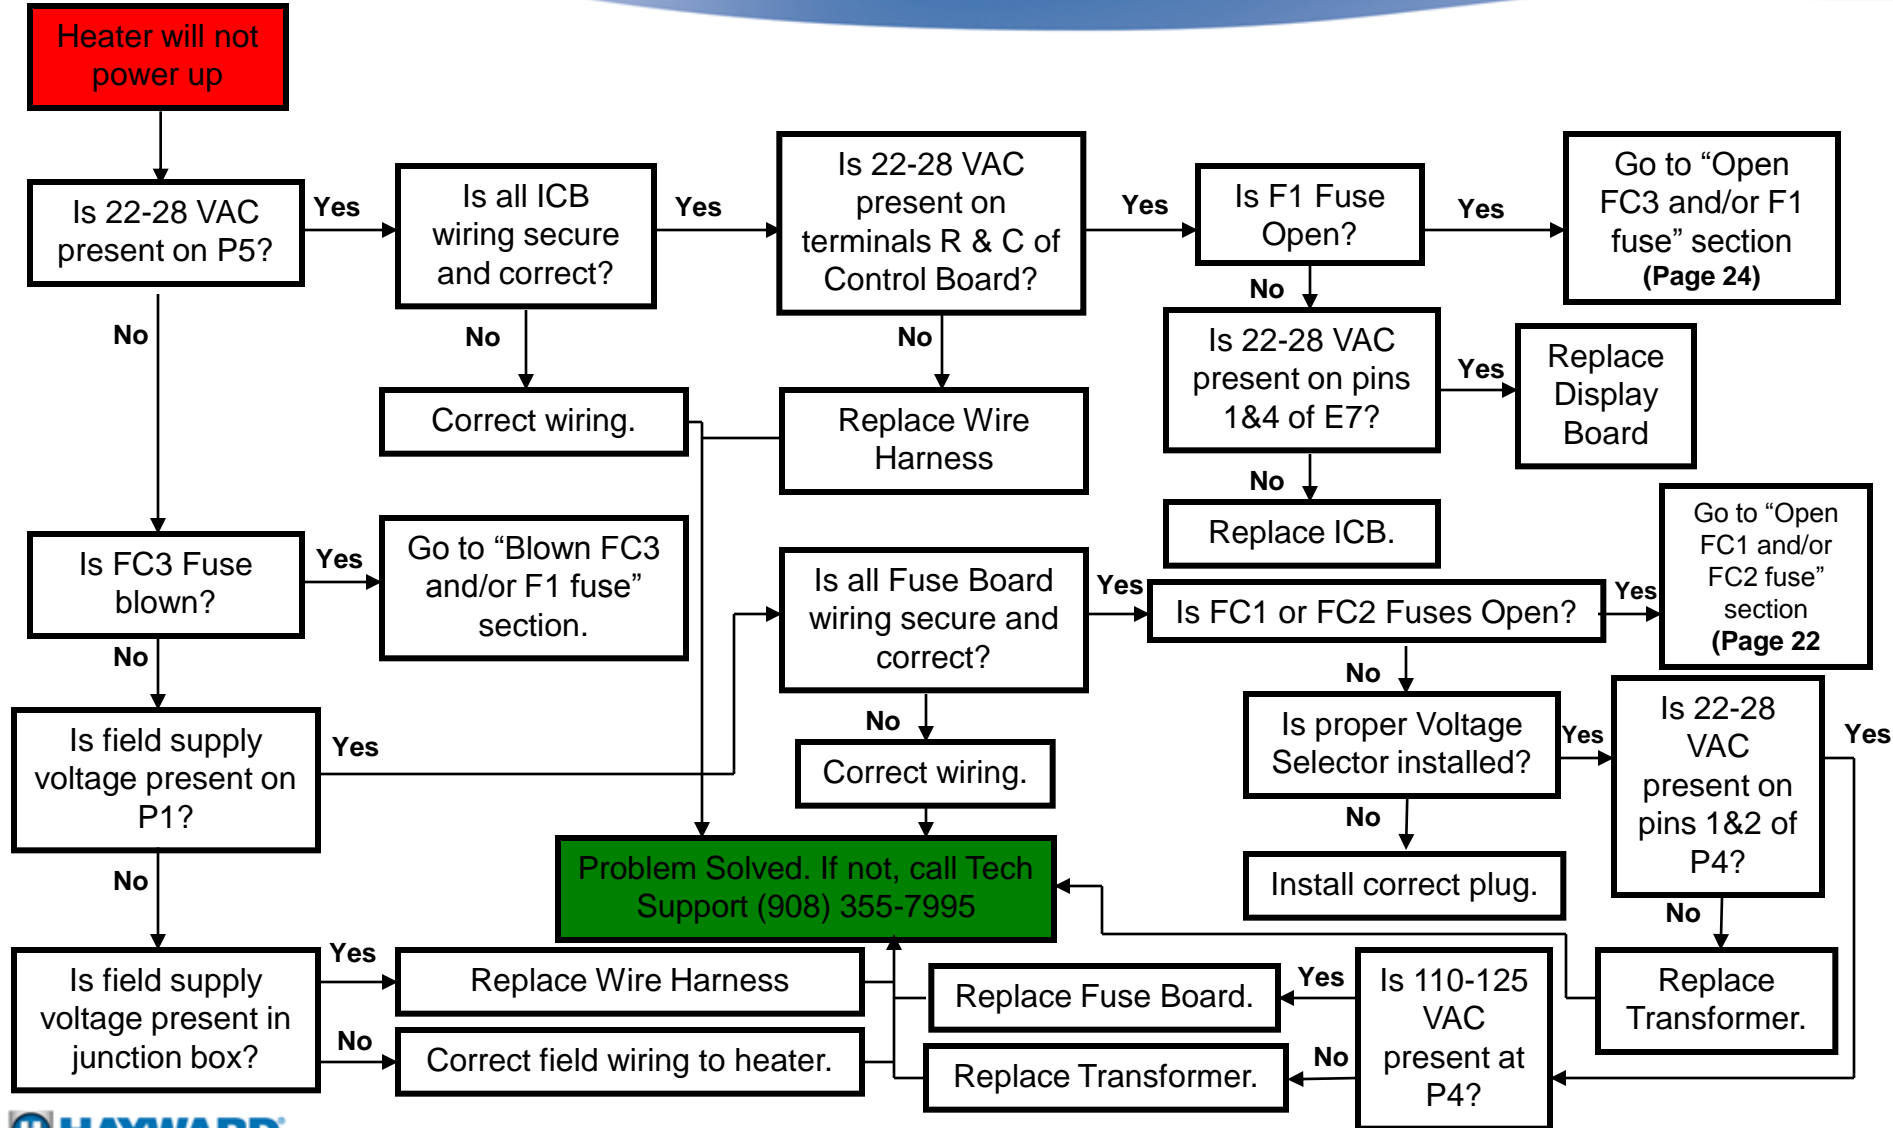 Heater will not
power up
Is 22-28 VAC
present on P5?
Yes
No
Is all ICB
wiring secure
and correct?
Yes
No
Is 22-28 VAC
present on
terminals R & C of
Control Board?
Yes
No
Is F1 Fuse
Open?
Yes
No
Go to “Open
FC3 and/or F1
fuse” section
(Page 24)
Correct wiring.
Replace Wire
Harness
Is 22-28 VAC
present on pins
1&4 of E7?
Yes
No
Replace
Display
Board
Replace ICB.
Is FC3 Fuse
blown?
Yes
No
Go to “Blown FC3
and/or F1 fuse”
section.
Is all Fuse Board
wiring secure and
correct?
Yes
No
Is FC1 or FC2 Fuses Open?
Yes
No
Go to “Open
FC1 and/or
FC2 fuse”
section
(Page 22
Is field supply
voltage present on
P1?
Yes
No
Correct wiring.
Is proper Voltage
Selector installed?
Yes
No
Is 22-28
VAC
present on
pins 1&2 of
P4?
Yes
No
Install correct plug.
Problem Solved. If not, call Tech
Support (908) 355-7995
Is field supply
voltage present in
junction box?
Yes
No
Replace Wire Harness
Correct field wiring to heater.
Replace Fuse Board.
Replace Transformer.
Is 110-125
VAC
present at
P4?
Yes
No
Replace
Transformer.
HAYWARD